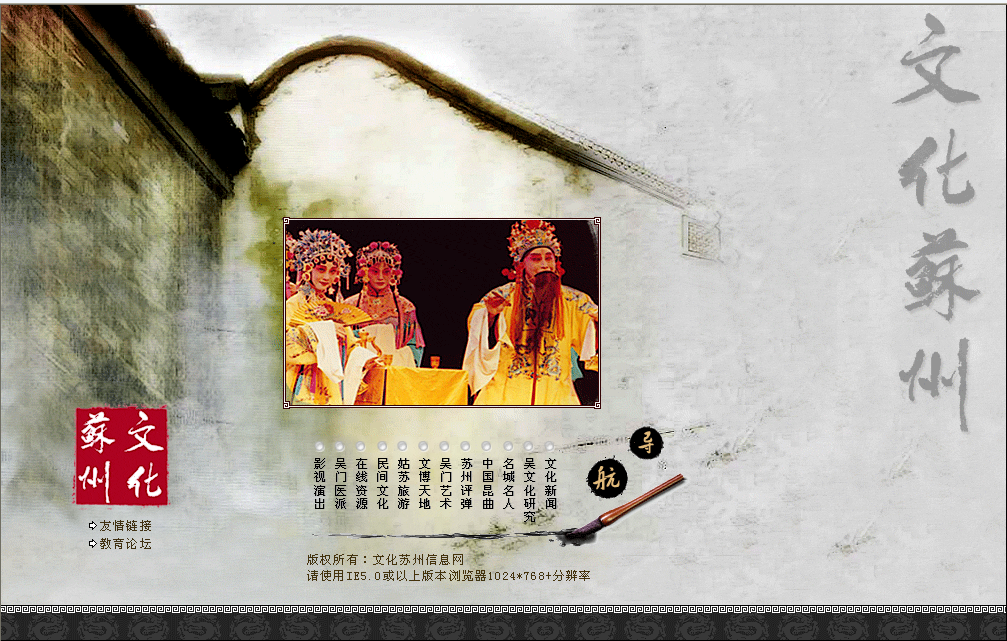 文化蘇州
文化
蘇州
友情链接
教育论坛
导航
文化新闻
吴文化研究
名城名人
中国昆曲
苏州评弹
吴门艺术
文博天地
姑苏旅游
民间文化
在线资源
吴门医派
影视演出
版权所有：文化苏州信息网
请使用IE5.0或以上版本浏览器1024*768+分辨率